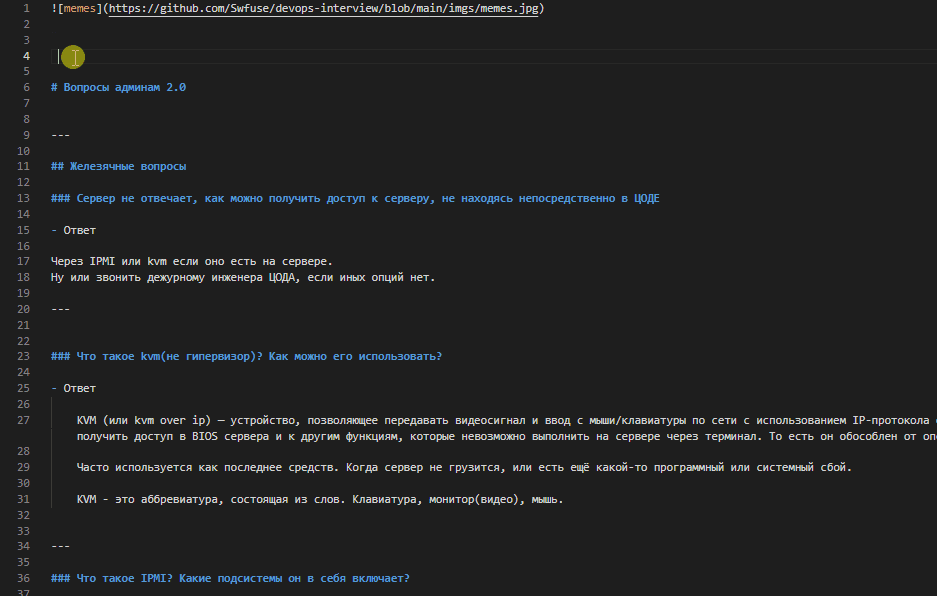 1 ![memes](https://github.com/Swfuse/devops-interview/blob/main/imgs/memes.jpg)
2
3
4
5
6 # Вопросы админам 2.0
7
8
9 ---
10
11 ## Железячные вопросы
12
13 ### Сервер не отвечает, как можно получить доступ к серверу, не находясь непосредственно в ЦОДЕ
14
15 - Ответ
16
17 Через IPMI или kvm если оно есть на сервере.
18 Ну или звонить дежурному инженера ЦОДА, если иных опций нет.
19
20 ---
21
22
23 ### Что такое kvm(не гипервизор)? Как можно его использовать?
24
25 - Ответ
26
27 KVM (или kvm over ip) — устройство, позволяющее передавать видеосигнал и ввод с мыши/клавиатуры по сети с использованием IP-протокола
получить доступ в BIOS сервера и к другим функциям, которые невозможно выполнить на сервере через терминал. То есть он обособлен от
28
29 Часто используется как последнее средств. Когда сервер не грузится, или есть ещё какой-то программный или системный сбой.
30
31 KVM - это аббревиатура, состоящая из слов. Клавиатура, монитор(видео), мышь.
32
33
34 ---
35
36 ### Что такое IPMI? Какие подсистемы он в себя включает?
37